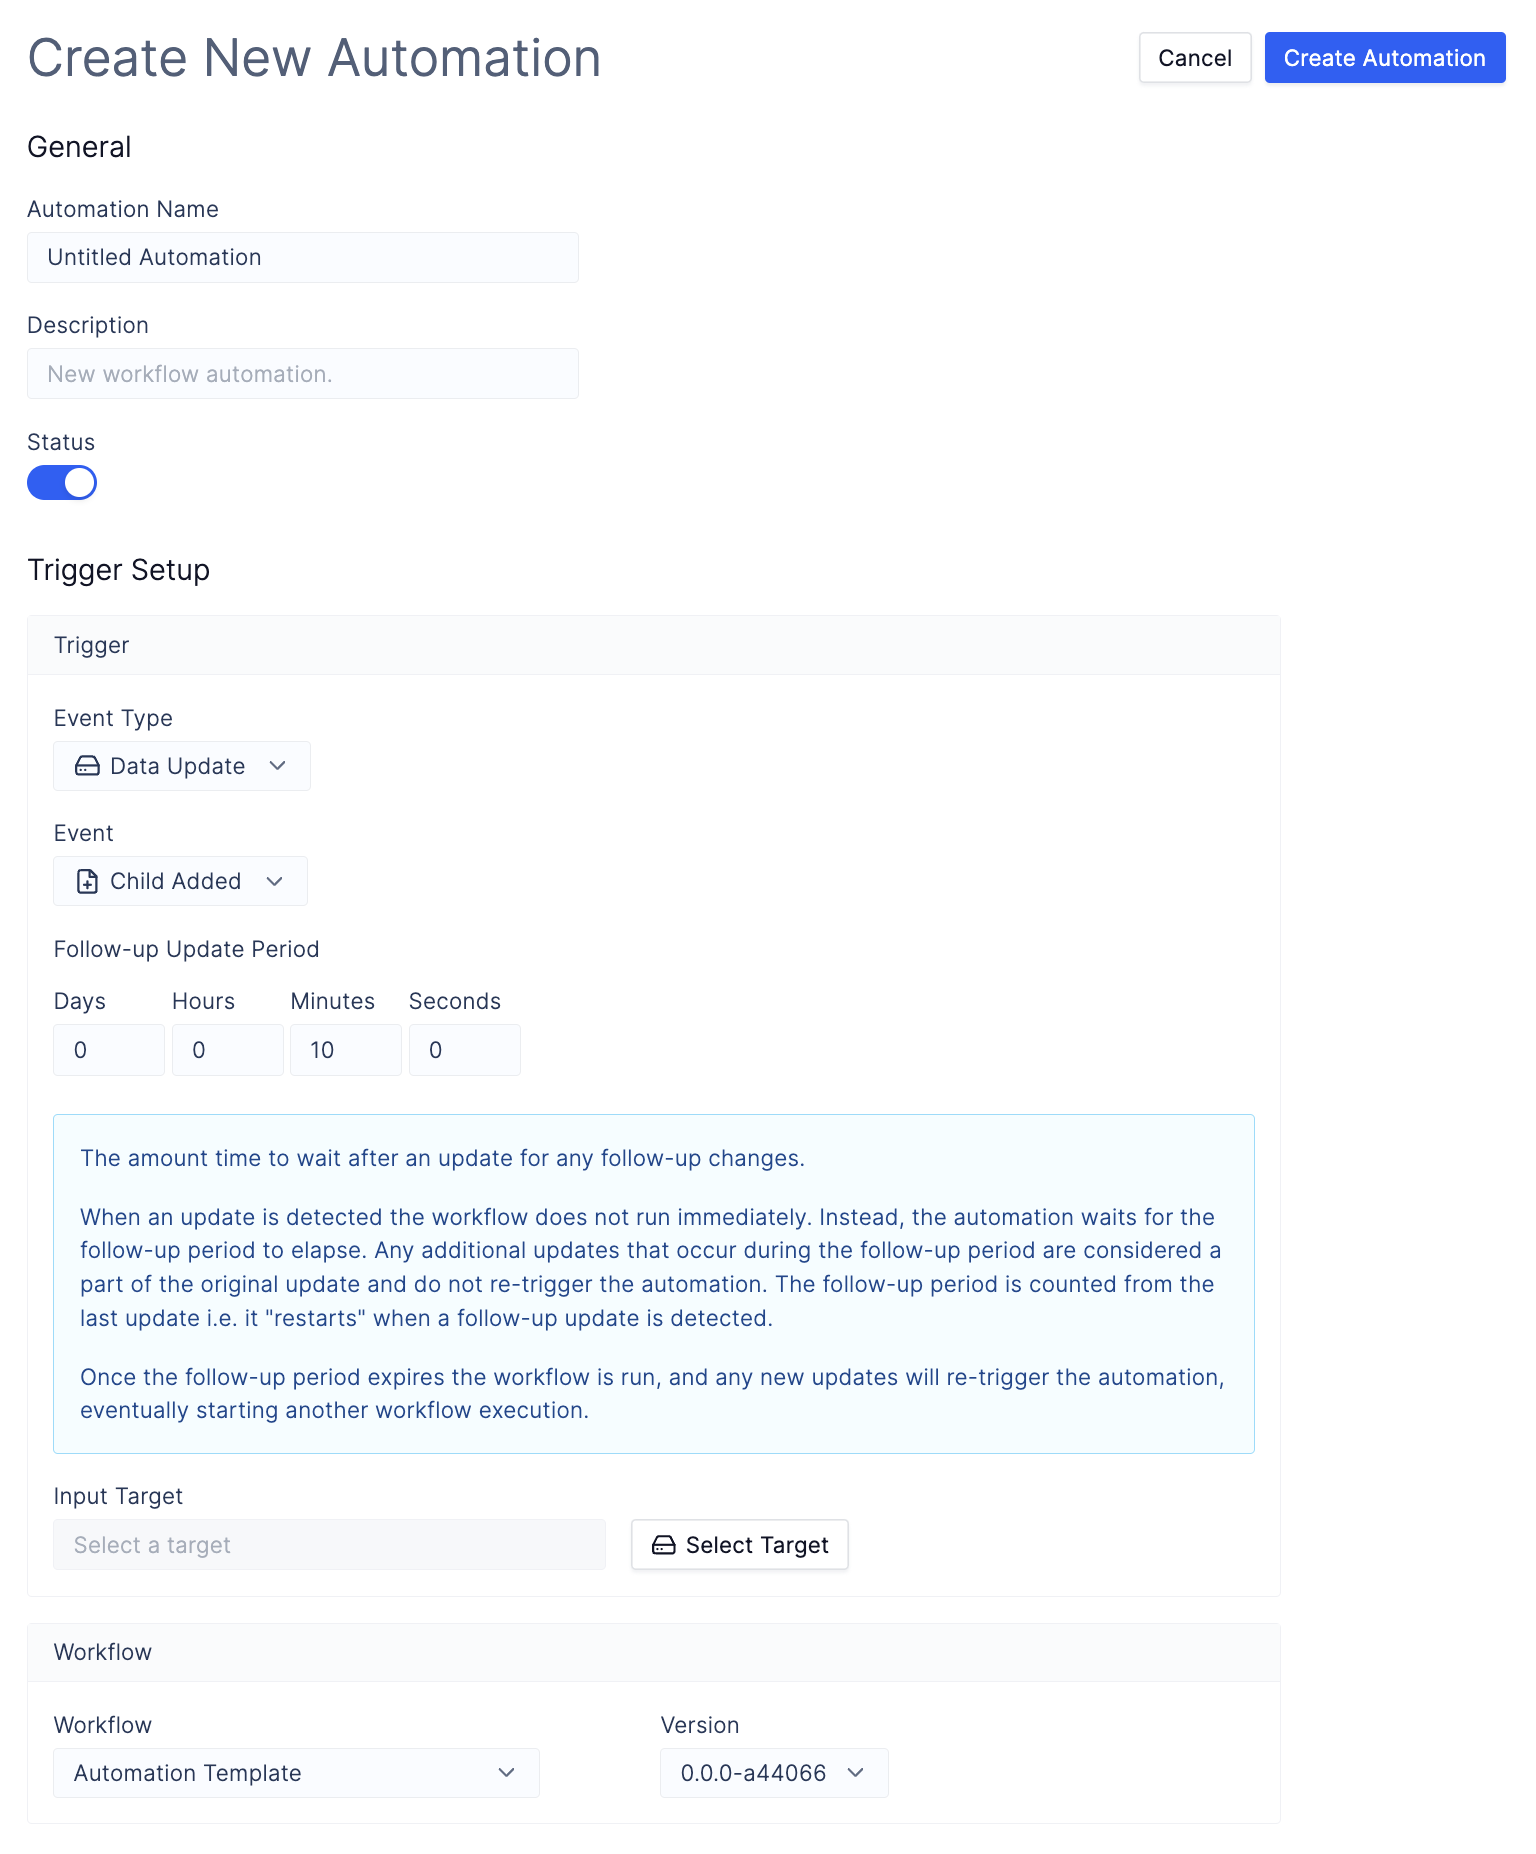 Create New Automation
Cancel
Create Automation
General
Automation Name
Untitled Automation
Description
New workflow automation.
Status
Trigger Setup
Trigger
Event Type
Data Update
Event
Child Added
Follow-up Update Period
Days Hours Minutes Seconds
0 0 10 0
The amount time to wait after an update for any follow-up changes.
When an update is detected the workflow does not run immediately. Instead, the automation waits for the
follow-up period to elapse. Any additional updates that occur during the follow-up period are considered a
part of the original update and do not re-trigger the automation. The follow-up period is counted from the
last update i.e. it "restarts" when a follow-up update is detected.
Once the follow-up period expires the workflow is run, and any new updates will re-trigger the automation,
eventually starting another workflow execution.
Input Target
Select a target
Select Target
Workflow
Workflow
Automation Template
Version
0.0.0-a44066